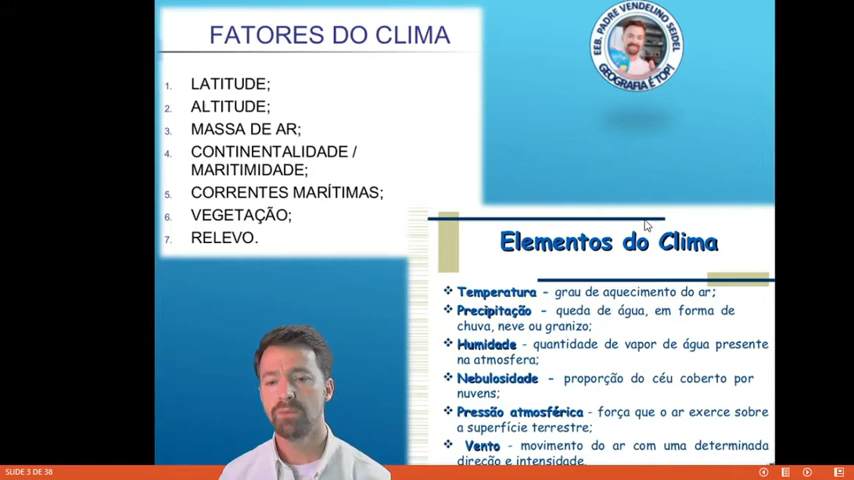 FATORES DO CLIMA
1. LATITUDE;
2. ALTITUDE;
3. MASSA DE AR;
4. CONTINENTALIDADE /
MARITIMIDADE;
5. CORRENTES MARÍTIMAS;
6. VEGETAÇÃO;
7. RELEVO.
EEB. PADRE VENDELINO SEIDEL
GEOGRAFIA É TOP!
Elementos do Clima
Temperatura - grau de aquecimento do ar;
Precipitação - queda de água, em forma de
chuva, neve ou granizo;
Humidade - quantidade de vapor de água presente
na atmosfera;
Nebulosidade - proporção do céu coberto por
nuvens;
Pressão atmosférica - força que o ar exerce sobre
a superfície terrestre;
Vento - movimento do ar com uma determinada
direcção e intensidade.
SLIDE 3 DE 38